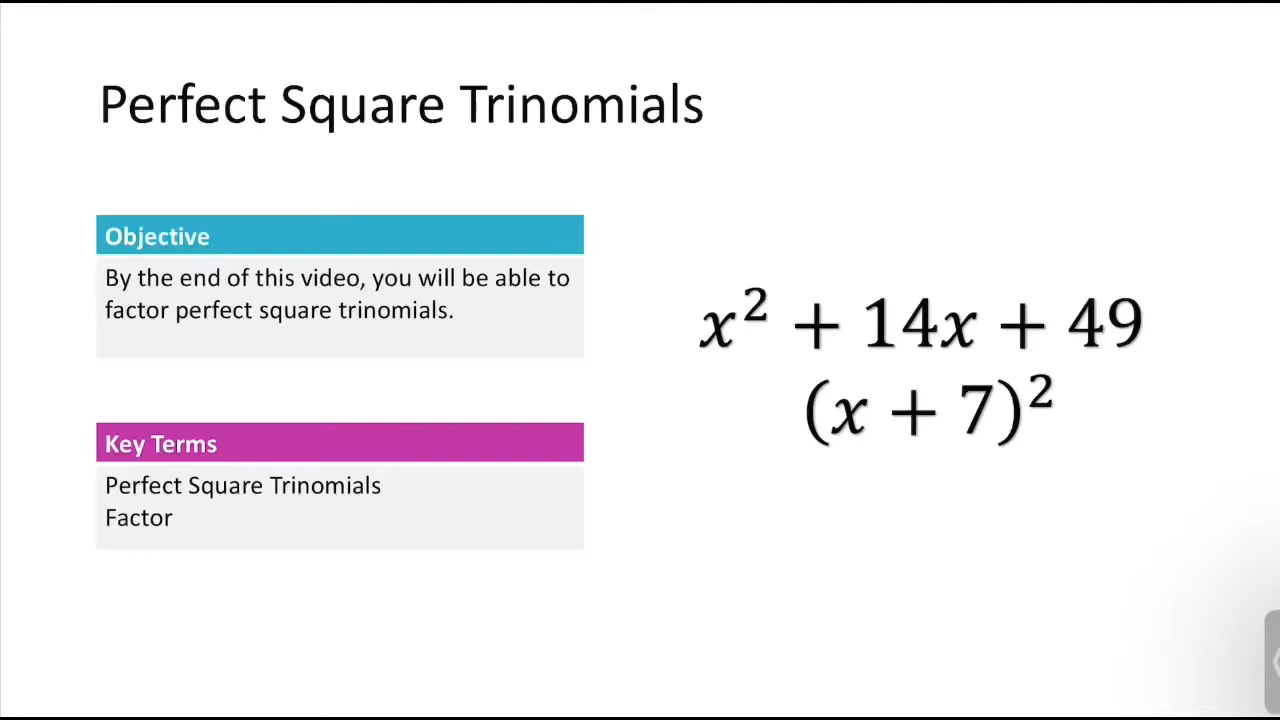 Perfect Square Trinomials
Objective
By the end of this video, you will be able to
factor perfect square trinomials.
Key Terms
Perfect Square Trinomials
Factor
x² + 14x + 49
(x + 7)²